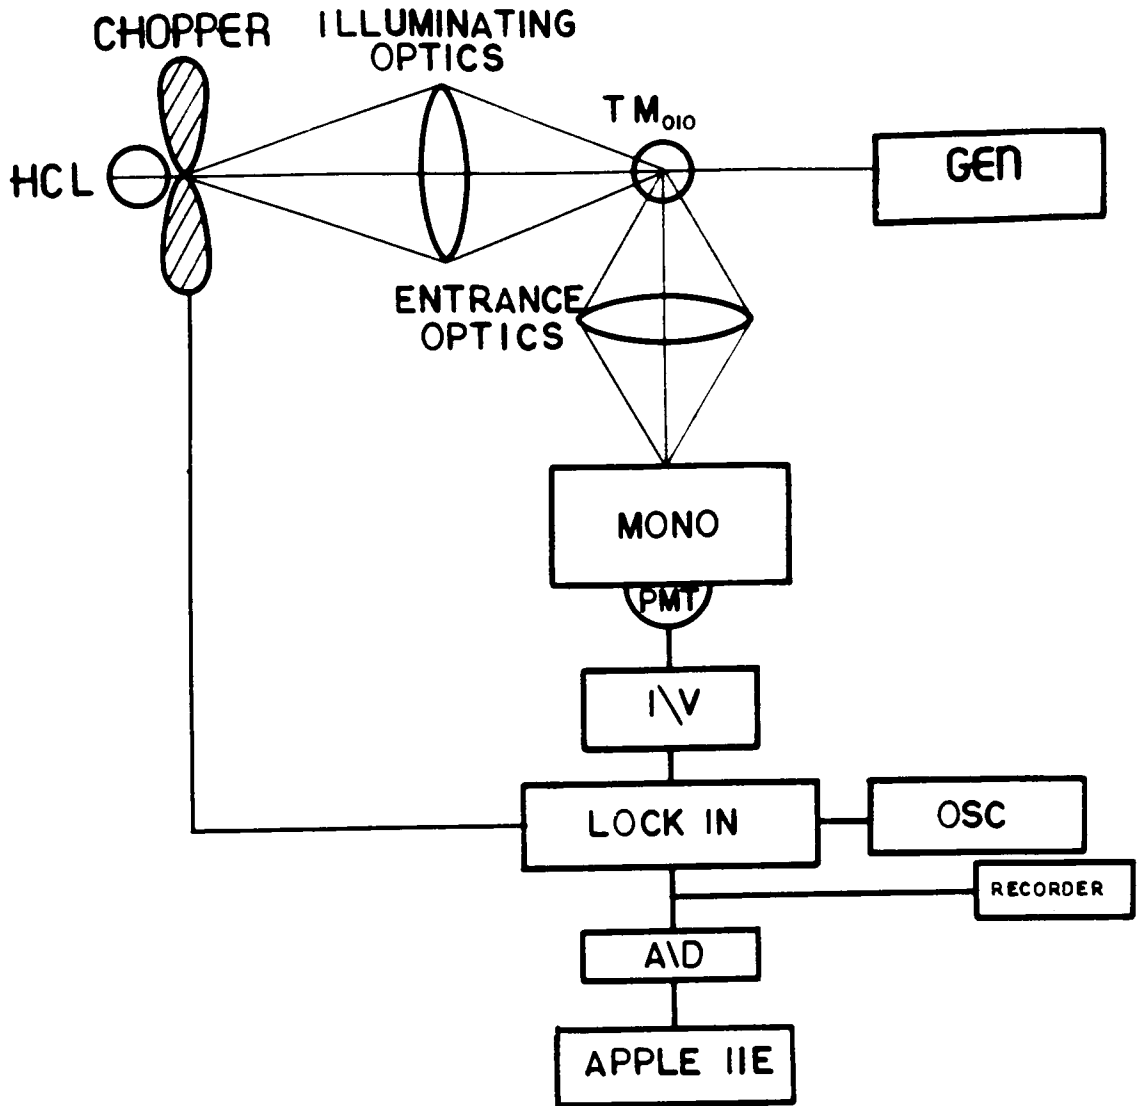 CHOPPER
ILLUMINATING
OPTICS
TM₀₁₀
GEN
HCL
ENTRANCE
OPTICS
MONO
PMT
I\V
LOCK IN
OSC
RECORDER
A\D
APPLE IIE